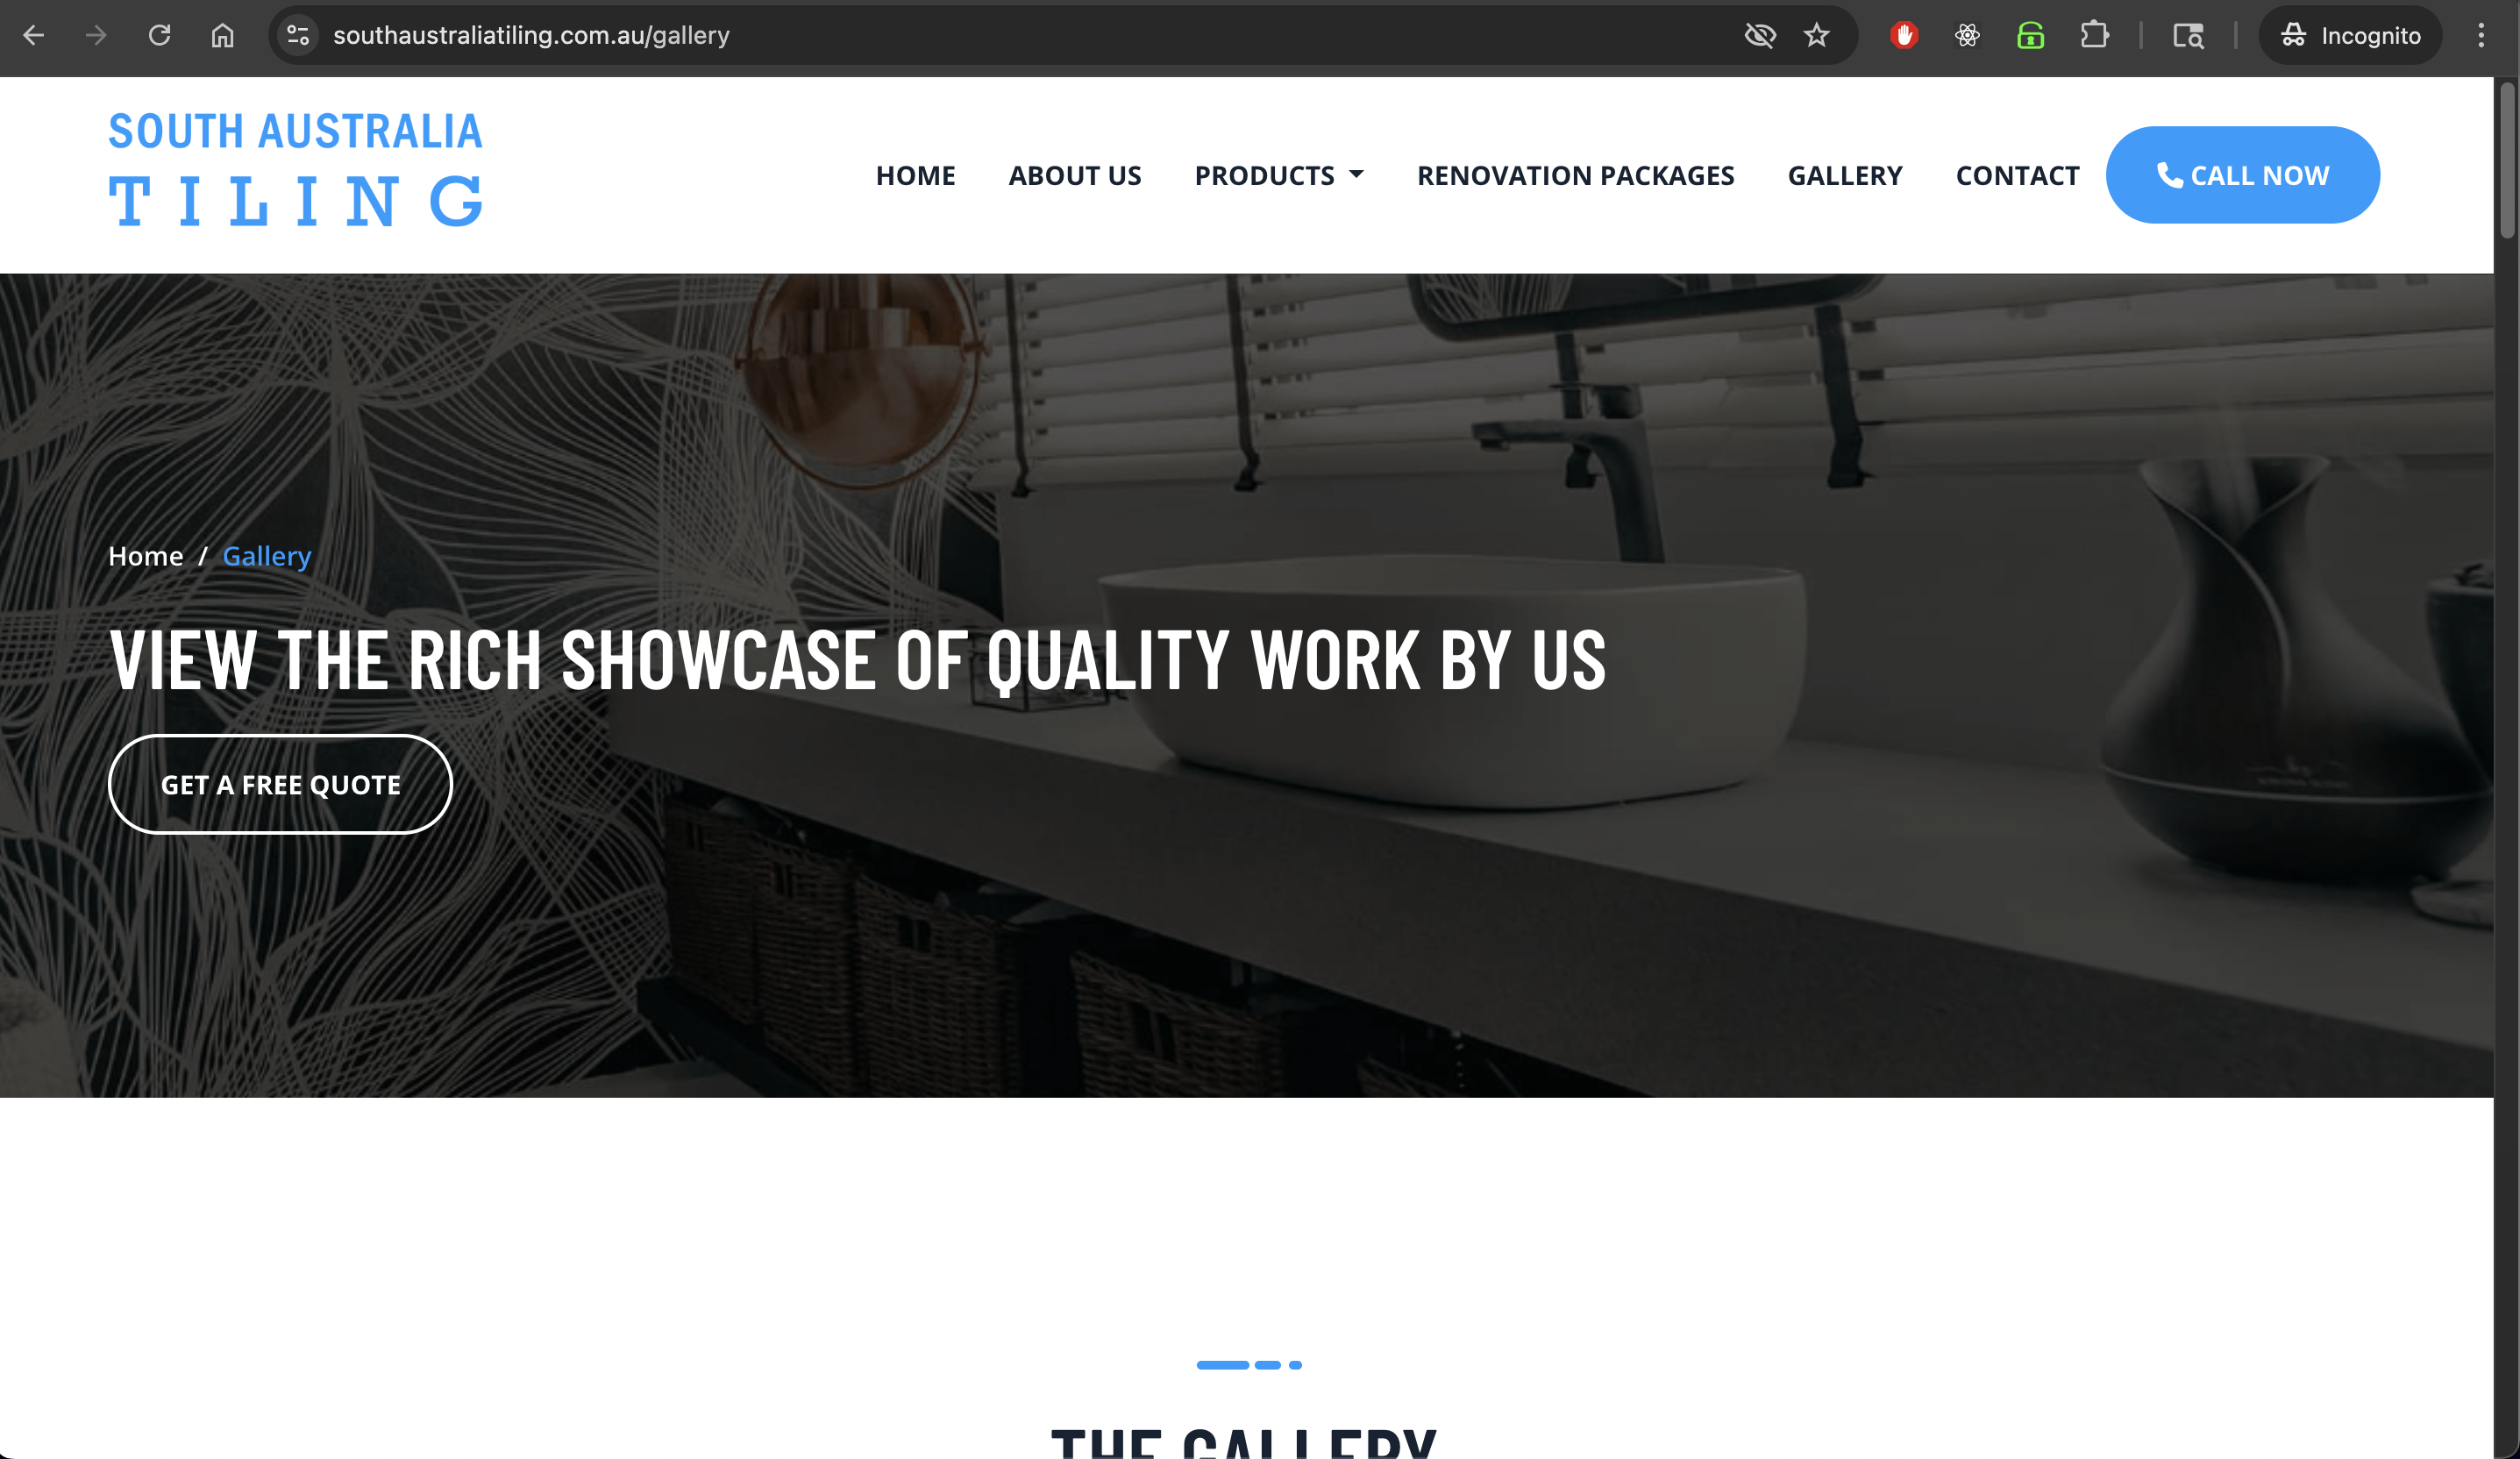 southaustraliatiling.com.au/gallery
Incognito
SOUTH AUSTRALIA
TILING
HOME
ABOUT US
PRODUCTS
RENOVATION PACKAGES
GALLERY
CONTACT
CALL NOW
Home / Gallery
VIEW THE RICH SHOWCASE OF QUALITY WORK BY US
GET A FREE QUOTE
THE GALLERY